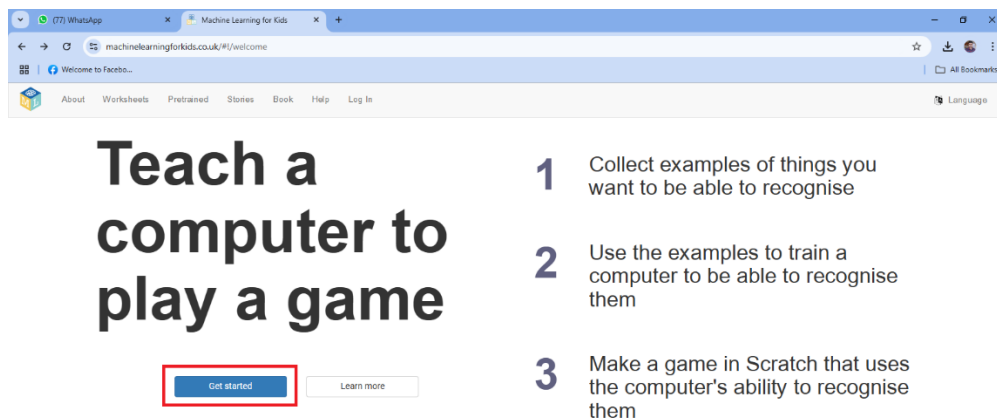 (77) WhatsApp
Machine Learning for Kids
machinelearningforkids.co.uk/#!/welcome
Welcome to Facebo...
All Bookmarks
About Worksheets Pretrained Stories Book Help Log In
Language
Teach a
computer to
play a game
Get started
Learn more
1
Collect examples of things you
want to be able to recognise
2
Use the examples to train a
computer to be able to recognise
them
3
Make a game in Scratch that uses
the computer's ability to recognise
them